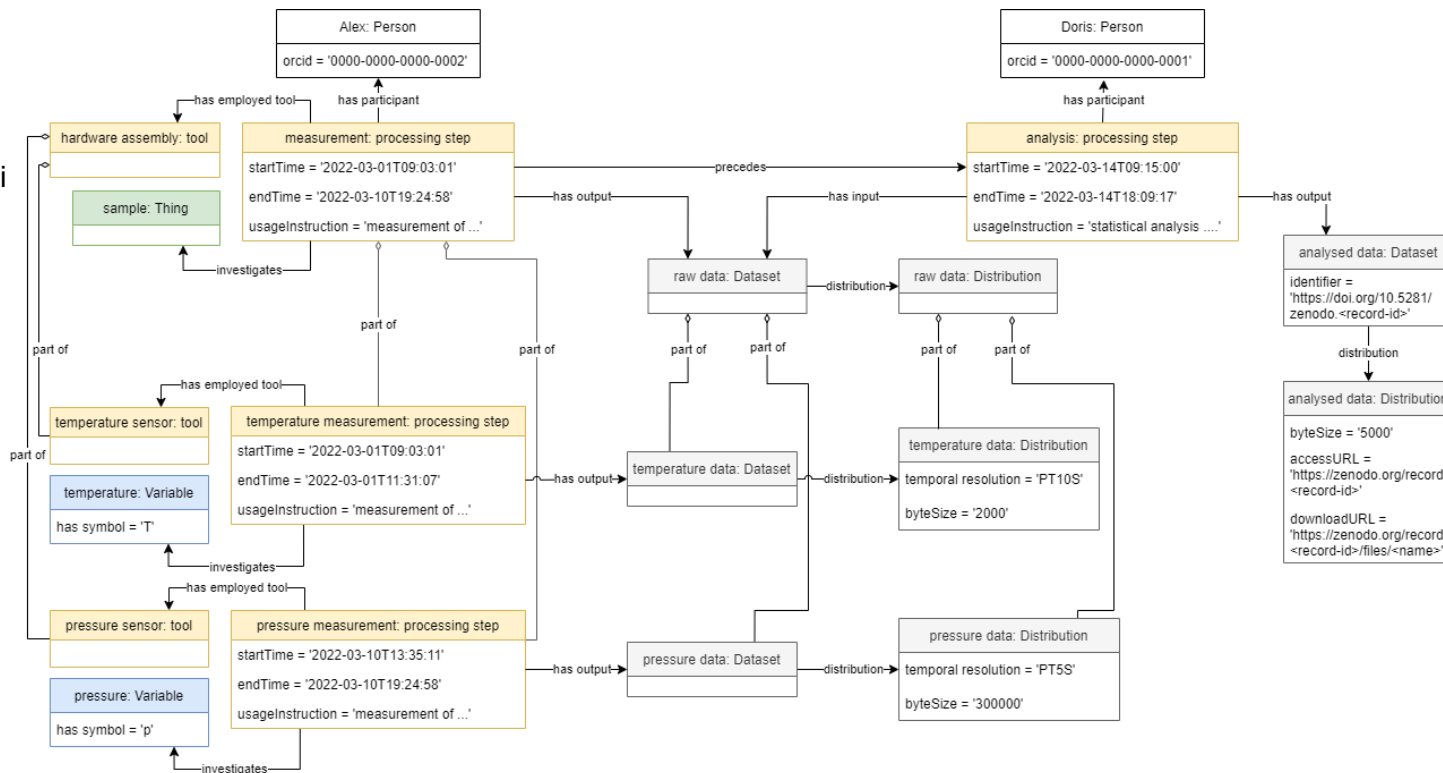 Alex: Person
orcid = '0000-0000-0000-0002'
Doris: Person
orcid = '0000-0000-0000-0001'
has employed tool
has participant
has participant
hardware assembly: tool
measurement: processing step
startTime = '2022-03-01T09:03:01'
endTime = '2022-03-10T19:24:58'
usageInstruction = 'measurement of ...'
precedes
analysis: processing step
startTime = '2022-03-14T09:15:00'
endTime = '2022-03-14T18:09:17'
usageInstruction = 'statistical analysis ....'
i
sample: Thing
investigates
has output
has input
has output
raw data: Dataset
distribution
raw data: Distribution
analysed data: Dataset
identifier =
'https://doi.org/10.5281/
zenodo.<record-id>'
part of
part of
part of
part of
part of
part of
part of
distribution
analysed data: Distribution
byteSize = '5000'
accessURL =
'https://zenodo.org/record
<record-id>'
downloadURL =
'https://zenodo.org/record
<record-id>/files/<name>'
has employed tool
temperature sensor: tool
part of
temperature: Variable
has symbol = 'T'
temperature measurement: processing step
startTime = '2022-03-01T09:03:01'
endTime = '2022-03-01T11:31:07'
usageInstruction = 'measurement of ...'
investigates
has output
temperature data: Dataset
distribution
temperature data: Distribution
temporal resolution = 'PT10S'
byteSize = '2000'
has employed tool
pressure sensor: tool
pressure: Variable
has symbol = 'p'
pressure measurement: processing step
startTime = '2022-03-10T13:35:11'
endTime = '2022-03-10T19:24:58'
usageInstruction = 'measurement of ...'
investigates
has output
pressure data: Dataset
distribution
pressure data: Distribution
temporal resolution = 'PT5S'
byteSize = '300000'